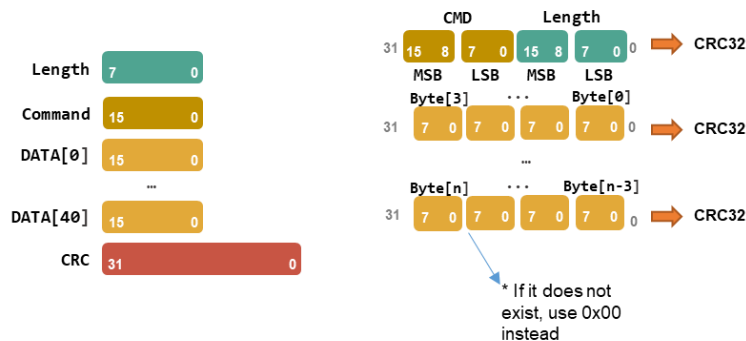 Length
7 0
Command
15 0
DATA[0]
15 0
…
DATA[40]
15 0
CRC
31 0
CMD Length
31 15 8 7 0 15 8 7 0 0 CRC32
MSB LSB MSB LSB
Byte[3] ... Byte[0]
31 7 0 7 0 7 0 7 0 0 CRC32
…
Byte[n] ... Byte[n-3]
31 7 0 7 0 7 0 7 0 0 CRC32
* If it does not
exist, use 0x00
instead